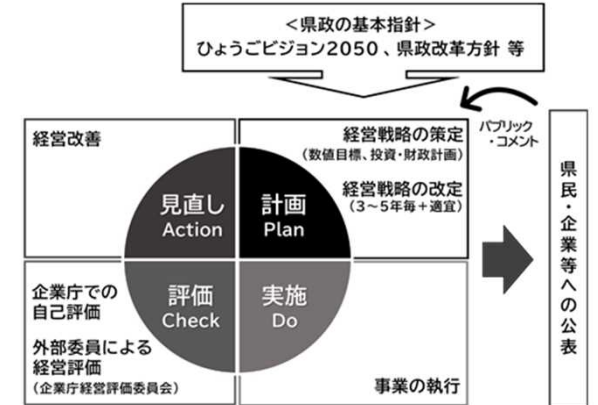 ＜県政の基本指針＞
ひょうごビジョン2050、県政改革方針 等
パブリック
・コメント
経営改善
経営戦略の策定
（数値目標、投資・財政計画）
経営戦略の改定
（3～5年毎＋適宜）
見直し
Action
計画
Plan
評価
Check
実施
Do
企業庁での
自己評価
外部委員による
経営評価
（企業庁経営評価委員会）
事業の執行
県民・企業等への公表